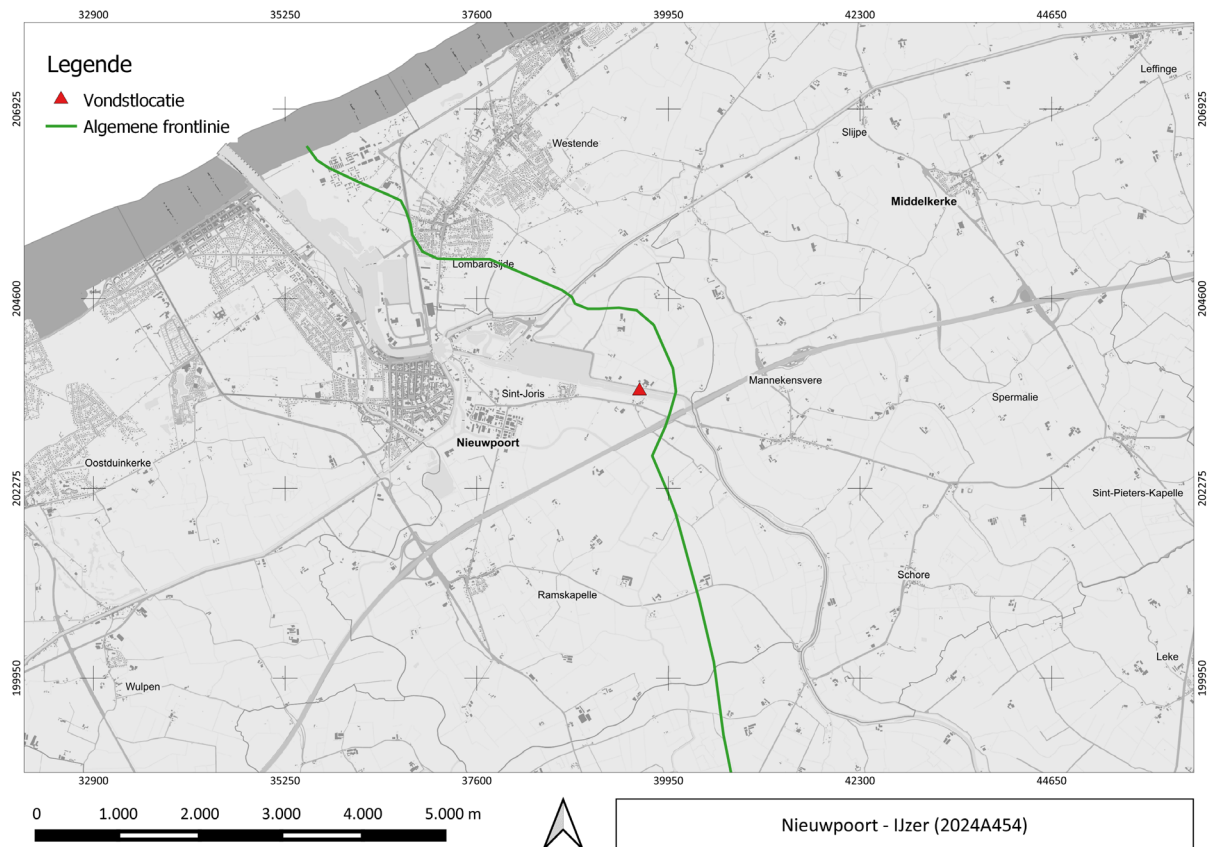 32900 35250 37600 39950 42300 44650
Legende
Vondstlocatie
Algemene frontlinie
Leffinge
206925 206925
Slijpe
Westende
Middelkerke
Lombardsijde
204600 204600
Mannekensvere
Sint-Joris
Spermalie
Nieuwpoort
Oostduinkerke
202275 202275
Sint-Pieters-Kapelle
Schore
Ramskapelle
Leke
199950 199950
Wulpen
32900 35250 37600 39950 42300 44650
0 1.000 2.000 3.000 4.000 5.000 m
Nieuwpoort - IJzer (2024A454)